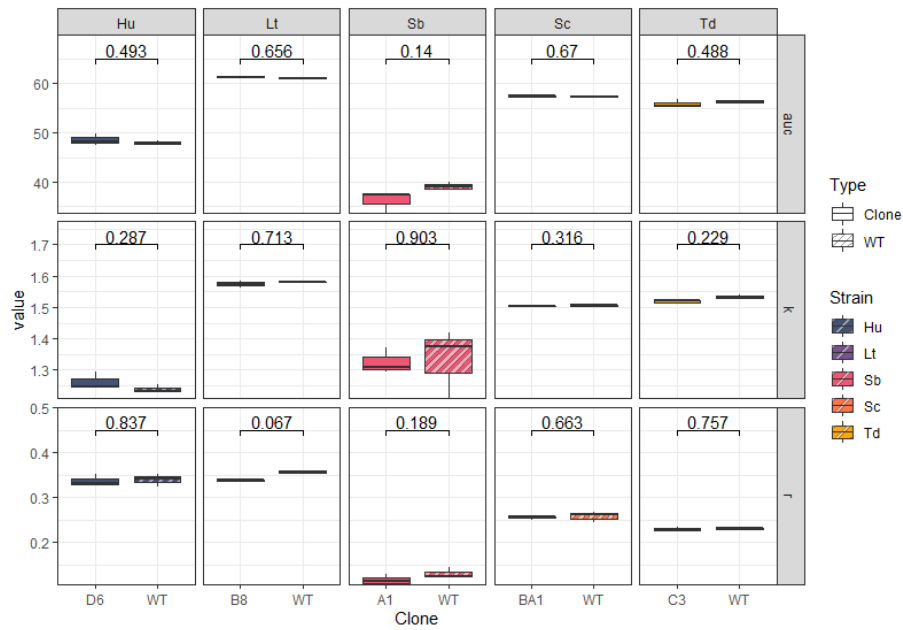 Hu Lt Sb Sc Td
0.493 0.656 0.14 0.67 0.488
60
50
40
auc
0.287 0.713 0.903 0.316 0.229
1.7
1.6
1.5
1.4
1.3
k
value
0.837 0.067 0.189 0.663 0.757
0.5
0.4
0.3
0.2
r
D6 WT B8 WT A1 WT BA1 WT C3 WT
Clone
Type
Clone
WT
Strain
Hu
Lt
Sb
Sc
Td